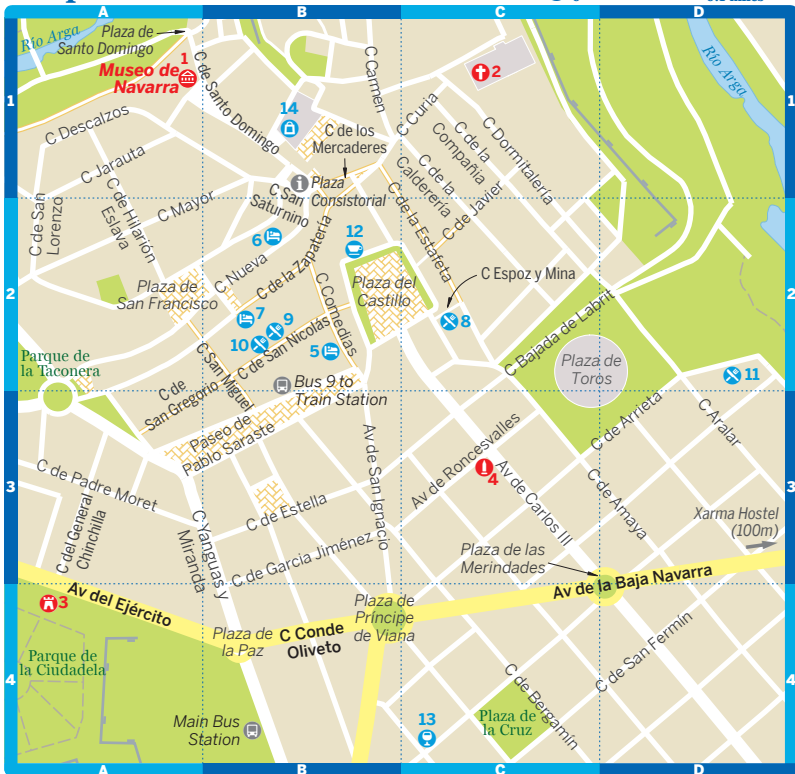 A
B
C
D
Río Arga
Plaza de
Santo Domingo
1
Museo de
Navarra
C de Santo Domingo
C Carmen
2
Río Arga
1
1
14
C Curia
C de los
Mercaderes
C de la
Compañía
C Dormitalería
C Descalzos
C Jarauta
C de la
Calderería
Plaza
Consistorial
C San
Saturnino
C de Javier
C de Hilarión
Eslava
C Mayor
C de la Estafeta
C de San
Lorenzo
6
12
C Nueva
C de la Zapatería
C Espoz y Mina
2
2
Plaza de
San Francisco
C Comedias
Plaza del
Castillo
7
9
8
C Bajada de Labrit
10
C de San Nicolás
5
Plaza de
Toros
Parque de
la Taconera
C San Miguel
11
C de
San Gregorio
Bus 9 to
Train Station
C Aralar
Paseo de
Pablo Saraste
C de Arrieta
Av de San Ignacio
Av de Roncesvalles
4
3
3
C de Padre Moret
Av de Carlos III
C de Amaya
C del General
Chinchilla
C de Estella
Xarma Hostel
(100m)
C Yanguas y
Miranda
C de Garcia Jiménez
Plaza de las
Merindades
Av de la Baja Navarra
3
Av del Ejército
Plaza de
Príncipe
de Viana
Plaza de
la Paz
C Conde
Oliveto
C de San Fermín
Parque de
la Ciudadela
4
4
C de Bergamín
Main Bus
Station
13
Plaza de
la Cruz
A
B
C
D